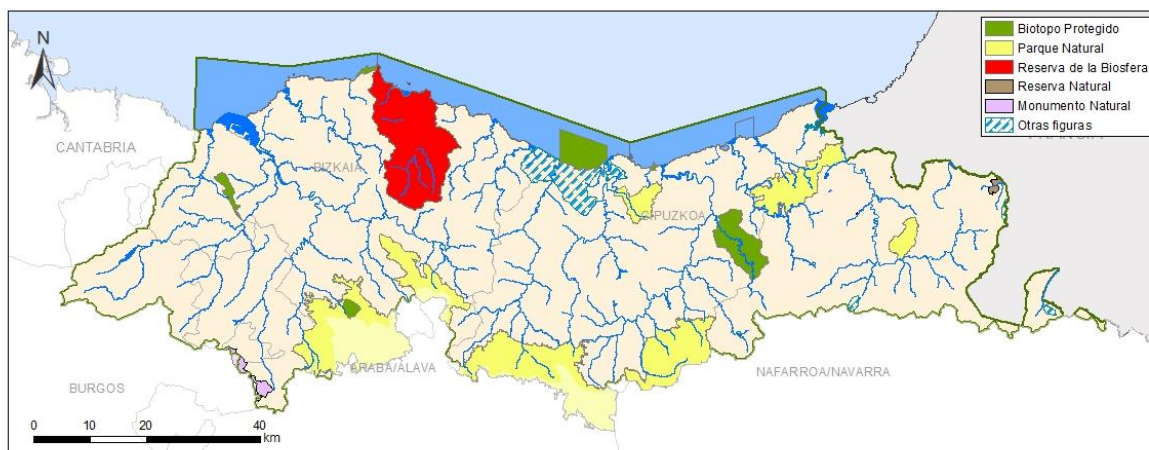 N
Biotopo Protegido
Parque Natural
Reserva de la Biosfera
Reserva Natural
Monumento Natural
Otras figuras
CANTABRIA
BIZKAIA
GIPUZKOA
ARABA/ÁLAVA
NAFARROA/NAVARRA
BURGOS
0 10 20 40
km